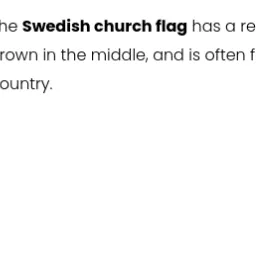 he Swedish church flag has a re
rown in the middle, and is often f
ountry.